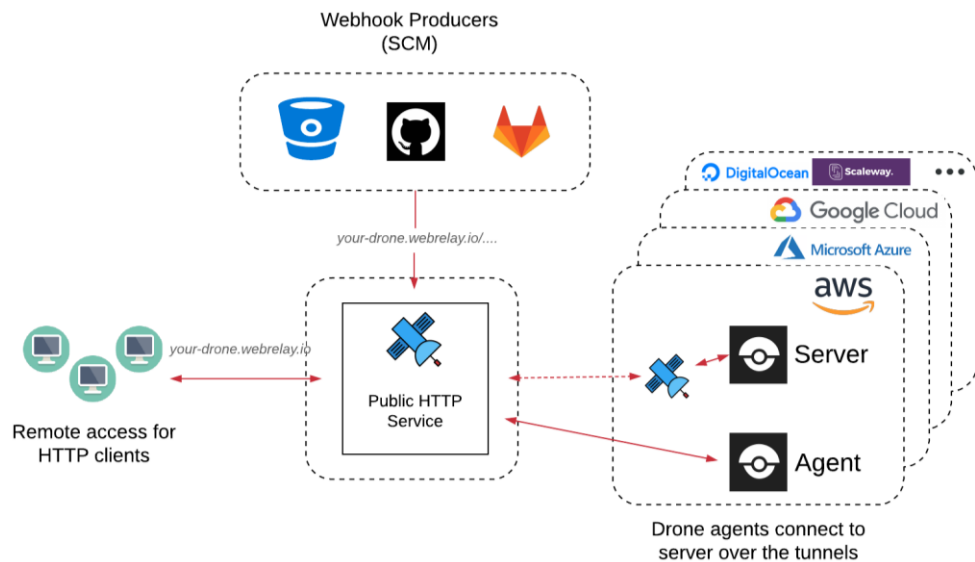 Webhook Producers
(SCM)
DigitalOcean
Scaleway.
Google Cloud
your-drone.webrelay.io/....
Microsoft Azure
aws
your-drone.webrelay.io
Server
Public HTTP
Service
Remote access for
HTTP clients
Agent
Drone agents connect to
server over the tunnels